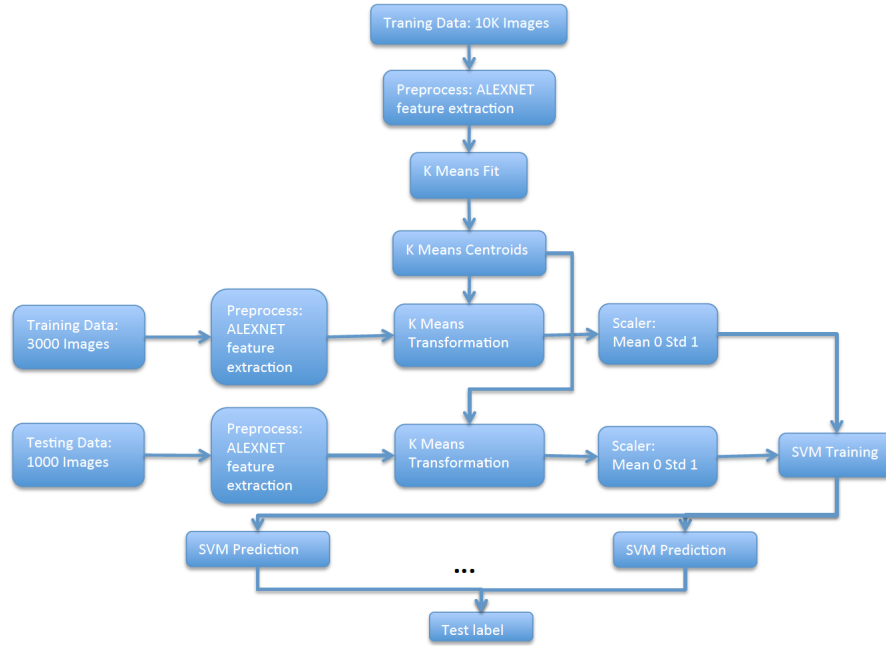 Traning Data: 10K Images
Preprocess: ALEXNET
feature extraction
K Means Fit
K Means Centroids
Training Data:
3000 Images
Preprocess:
ALEXNET
feature
extraction
K Means
Transformation
Scaler:
Mean 0 Std 1
Testing Data:
1000 Images
Preprocess:
ALEXNET
feature
extraction
K Means
Transformation
Scaler:
Mean 0 Std 1
SVM Training
SVM Prediction
...
SVM Prediction
Test label